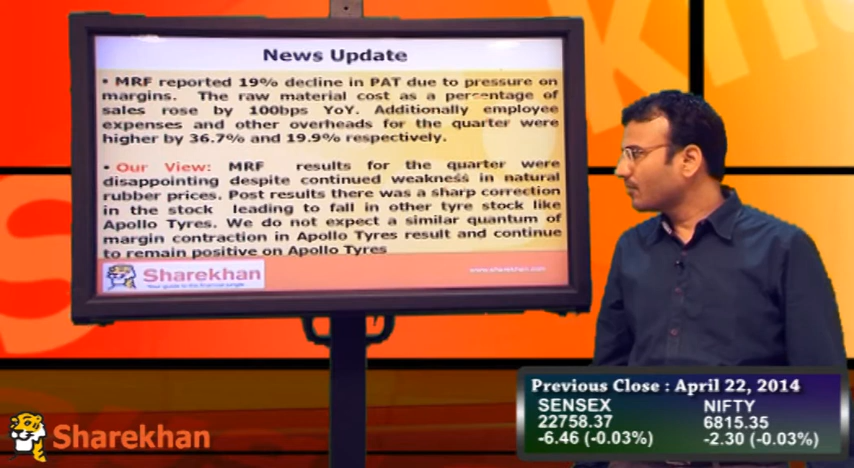 News Update
• MRF reported 19% decline in PAT due to pressure on
margins. The raw material cost as a percentage of
sales rose by 100bps YoY. Additionally employee
expenses and other overheads for the quarter were
higher by 36.7% and 19.9% respectively.
• Our View: MRF results for the quarter were
disappointing despite continued weakness in natural
rubber prices. Post results there was a sharp correction
in the stock leading to fall in other tyre stock like
Apollo Tyres. We do not expect a similar quantum of
margin contraction in Apollo Tyres result and continue
to remain positive on Apollo Tyres
Sharekhan
Your guide to the financial jungle
www.sharekhan.com
Previous Close : April 22, 2014
SENSEX NIFTY
22758.37 6815.35
-6.46 (-0.03%) -2.30 (-0.03%)
Sharekhan